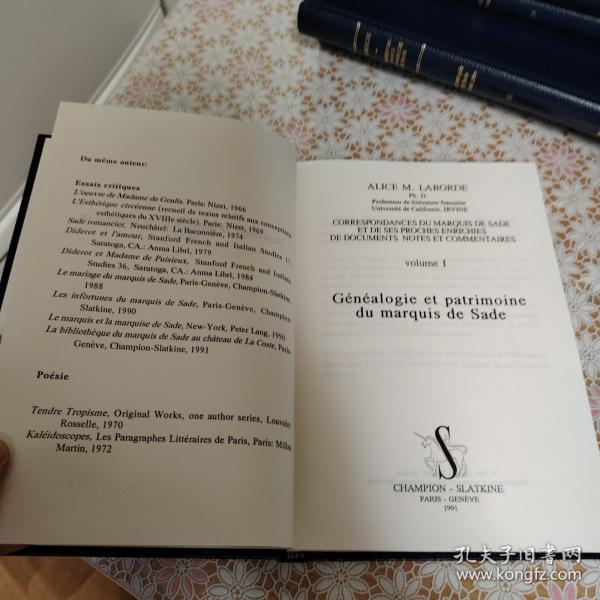 Du même auteur:
Essais critiques
L'oeuvre de Madame de Genlis. Paris: Nizet, 1966
L'Esthétique circéenne (recueil de textes relatifs aux conceptions
esthétiques du XVIIIe siècle). Paris: Nizet, 1969
Sade romancier, Neuchâtel: La Baconnière, 1974
Diderot et l'amour, Stanford French and Italian Studies 17,
Saratoga, CA.: Anma Libri, 1979
Diderot et Madame de Puisieux, Stanford French and Italian
Studies 36, Saratoga, CA.: Anma Libri, 1984
Le mariage du marquis de Sade, Paris-Genève, Champion-Slatkine,
1988
Les infortunes du marquis de Sade, Paris-Genève, Champion-
Slatkine, 1990
Le marquis et la marquise de Sade, New-York, Peter Lang, 1990
La bibliothèque du marquis de Sade au château de La Coste, Paris-
Genève, Champion-Slatkine, 1991
Poésie
Tendre Tropisme, Original Works, one author series, Louvain:
Rosselle, 1970
Kaléidoscopes, Les Paragraphes Littéraires de Paris, Paris: Millas
Martin, 1972
ALICE M. LABORDE
Ph. D.
Professeur de littérature française
Université de Californie, IRVINE
CORRESPONDANCES DU MARQUIS DE SADE
ET DE SES PROCHES ENRICHIES
DE DOCUMENTS NOTES ET COMMENTAIRES
volume I
Généalogie et patrimoine
du marquis de Sade
S
CHAMPION - SLATKINE
PARIS - GENÈVE
1991
孔夫子旧书网
www.kongfz.com